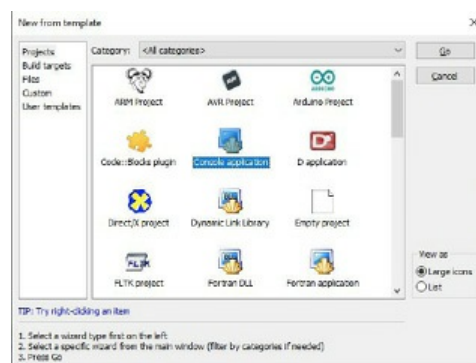 New from template
Projects
Build targets
Files
Custom
User templates
Category: <All categories>
Go
Cancel
ARM Project
AVR Project
ARDUINO
Arduino Project
Code::Blocks plugin
Console application
D application
Direct/X project
Dynamic Link Library
Empty project
FLTK
FLTK project
Fortran DLL
Fortran application
View as
Large icons
List
TIP: Try right-clicking an item
1. Select a wizard type first on the left
2. Select a specific wizard from the main window (filter by categories if needed)
3. Press Go